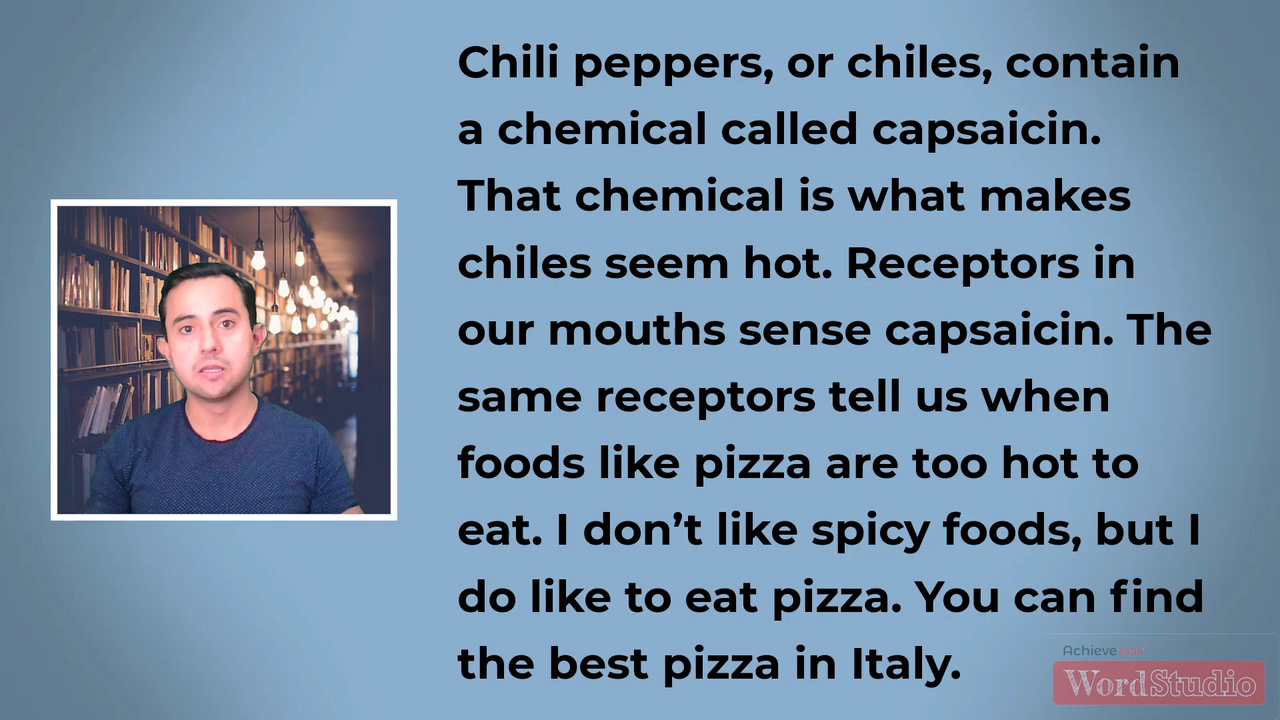 Chili peppers, or chiles, contain
a chemical called capsaicin.
That chemical is what makes
chiles seem hot. Receptors in
our mouths sense capsaicin. The
same receptors tell us when
foods like pizza are too hot to
eat. I don’t like spicy foods, but I
do like to eat pizza. You can find
the best pizza in Italy.
Achieve
WordStudio